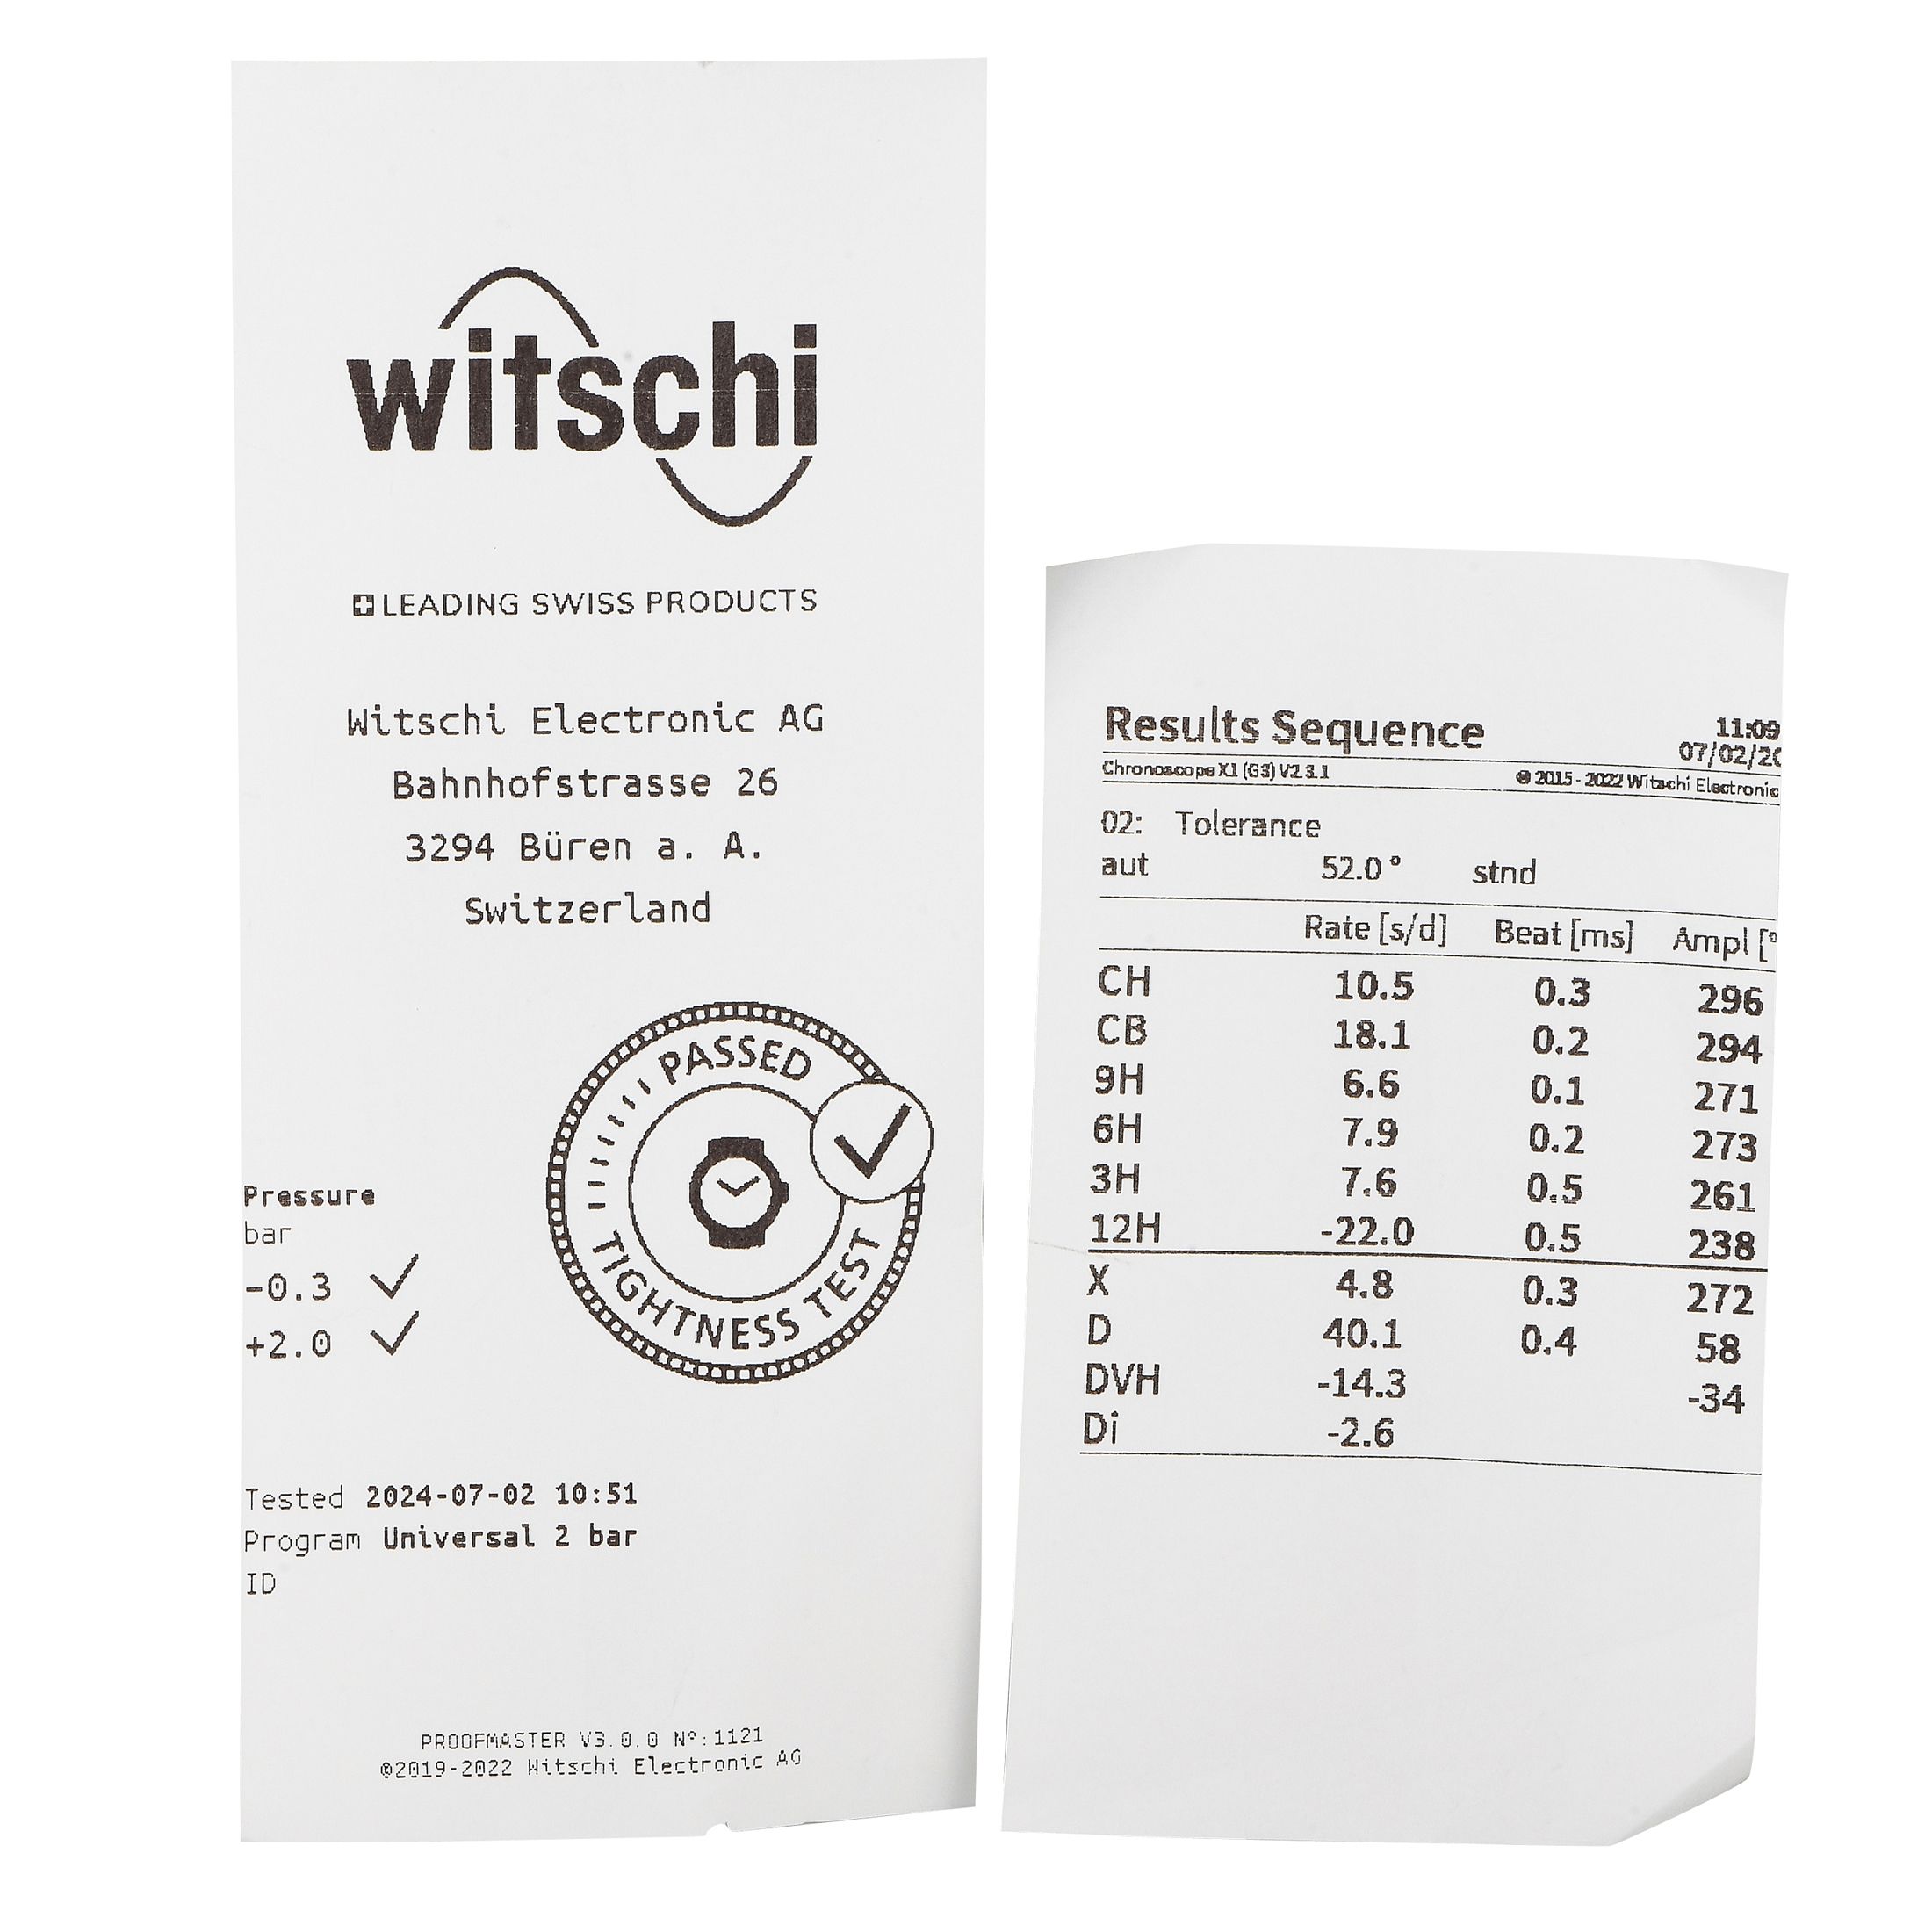 witschi
LEADING SWISS PRODUCTS
Witschi Electronic AG
Bahnhofstrasse 26
3294 Büren a. A.
Switzerland
PASSED
TIGHTNESS TEST
Pressure
bar
-0.3 ✓
+2.0 ✓
Tested 2024-07-02 10:51
Program Universal 2 bar
ID
PROOFMASTER V3.0.0 Nº:1121
©2019-2022 Witschi Electronic AG
Results Sequence 11:09
07/02/20
Chronoscope X1 (G3) V2.3.1 © 2015 - 2022 Witschi Electronic
02: Tolerance
aut 52.0° stnd
Rate [s/d] Beat [ms] Ampl [°
CH 10.5 0.3 296
CB 18.1 0.2 294
9H 6.6 0.1 271
6H 7.9 0.2 273
3H 7.6 0.5 261
12H -22.0 0.5 238
X 4.8 0.3 272
D 40.1 0.4 58
DVH -14.3 -34
Di -2.6